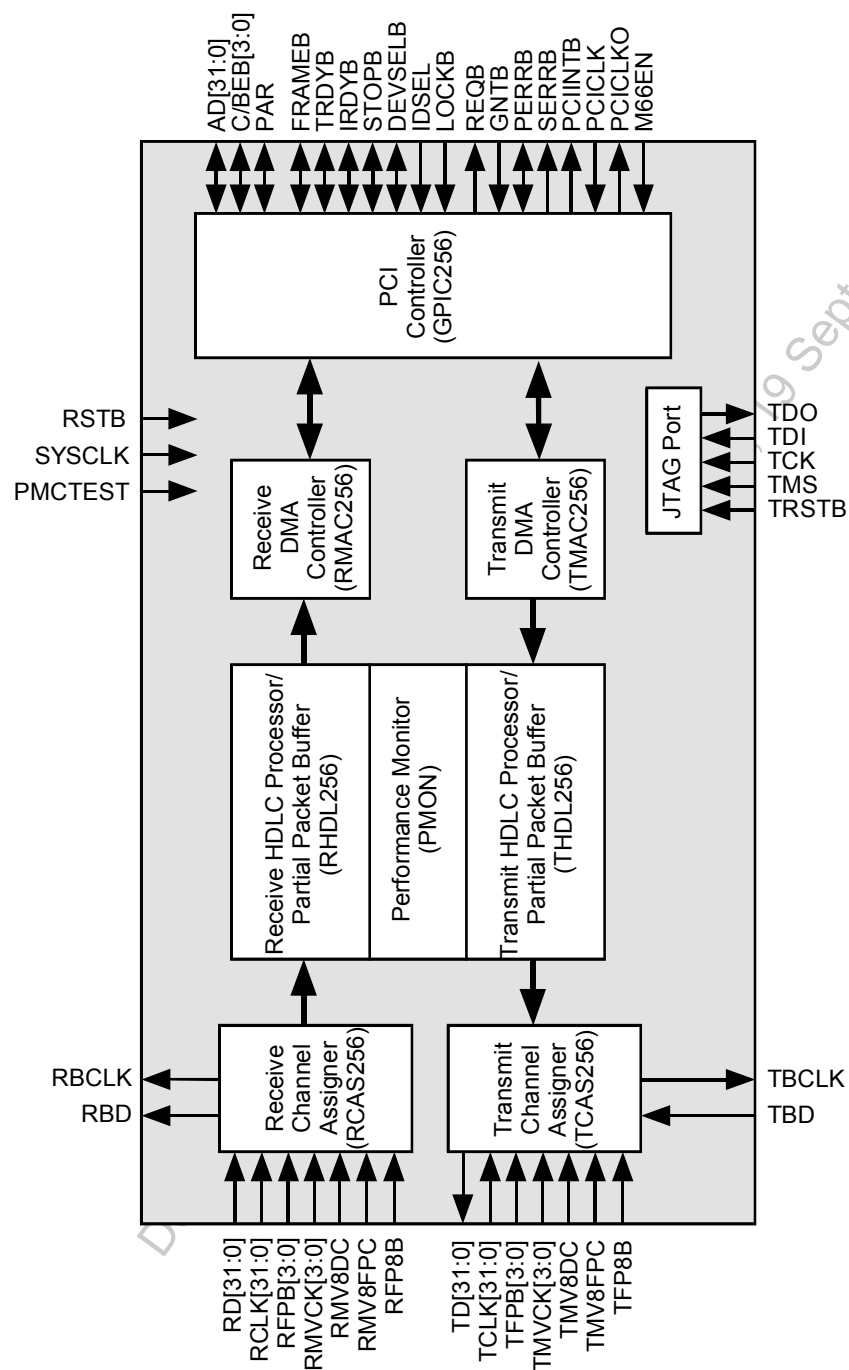 AD[31:0]
C/BEB[3:0]
PAR
FRAMEB
TRDYB
IRDYB
STOPB
DEVSELB
IDSEL
LOCKB
REQB
GNTB
PERRB
SERRB
PCIINTB
PCICLK
PCICLKO
M66EN
PCI
Controller
(GPIC256)
RSTB
SYSCLK
PMCTEST
Receive
DMA
Controller
(RMAC256)
Transmit
DMA
Controller
(TMAC256)
JTAG Port
TDO
TDI
TCK
TMS
TRSTB
Receive HDLC Processor/
Partial Packet Buffer
(RHDL256)
Performance Monitor
(PMON)
Transmit HDLC Processor/
Partial Packet Buffer
(THDL256)
RBCLK
RBD
Receive
Channel
Assigner
(RCAS256)
Transmit
Channel
Assigner
(TCAS256)
TBCLK
TBD
RD[31:0]
RCLK[31:0]
RFPB[3:0]
RMVCK[3:0]
RMV8DC
RMV8FPC
RFP8B
TD[31:0]
TCLK[31:0]
TFPB[3:0]
TMVCK[3:0]
TMV8DC
TMV8FPC
TFP8B
19 Sept